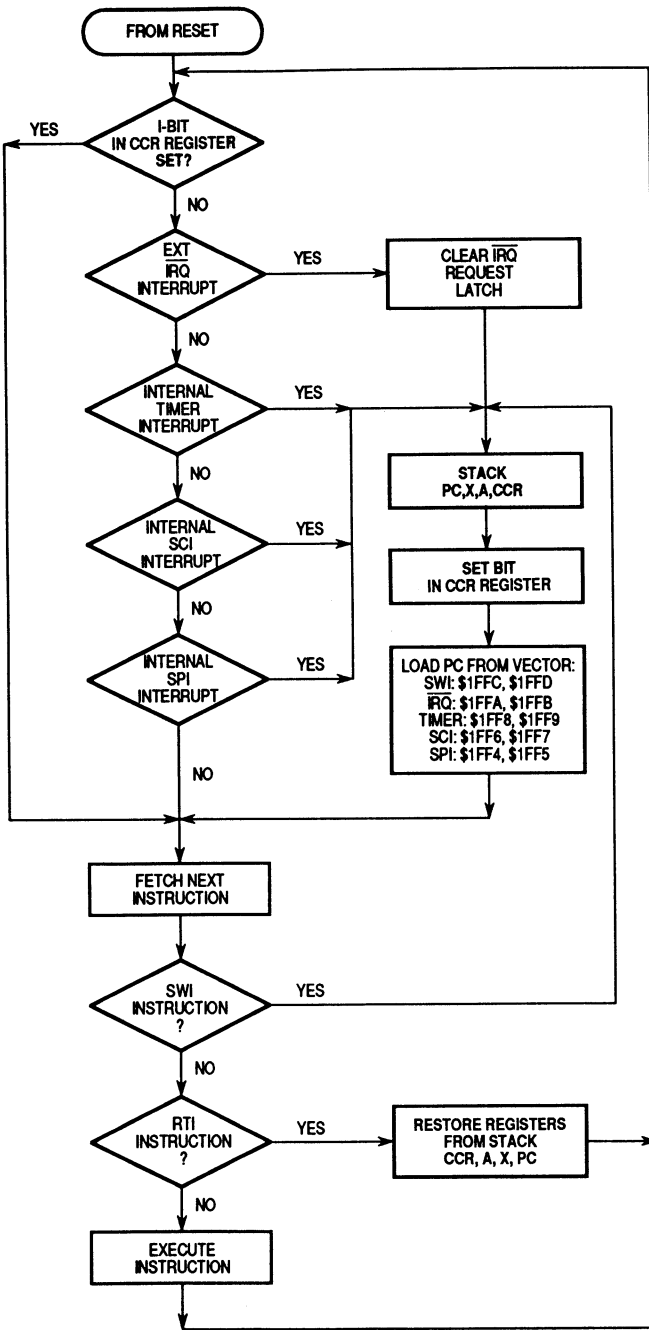 FROM RESET
I-BIT
IN CCR REGISTER
SET?
YES
NO
EXT
IRQ
INTERRUPT
YES
CLEAR IRQ
REQUEST
LATCH
NO
INTERNAL
TIMER
INTERRUPT
YES
NO
STACK
PC,X,A,CCR
INTERNAL
SCI
INTERRUPT
YES
SET BIT
IN CCR REGISTER
NO
INTERNAL
SPI
INTERRUPT
YES
LOAD PC FROM VECTOR:
SWI: $1FFC, $1FFD
IRQ: $1FFA, $1FFB
TIMER: $1FF8, $1FF9
SCI: $1FF6, $1FF7
SPI: $1FF4, $1FF5
NO
FETCH NEXT
INSTRUCTION
SWI
INSTRUCTION
?
YES
NO
RTI
INSTRUCTION
?
YES
RESTORE REGISTERS
FROM STACK
CCR, A, X, PC
NO
EXECUTE
INSTRUCTION